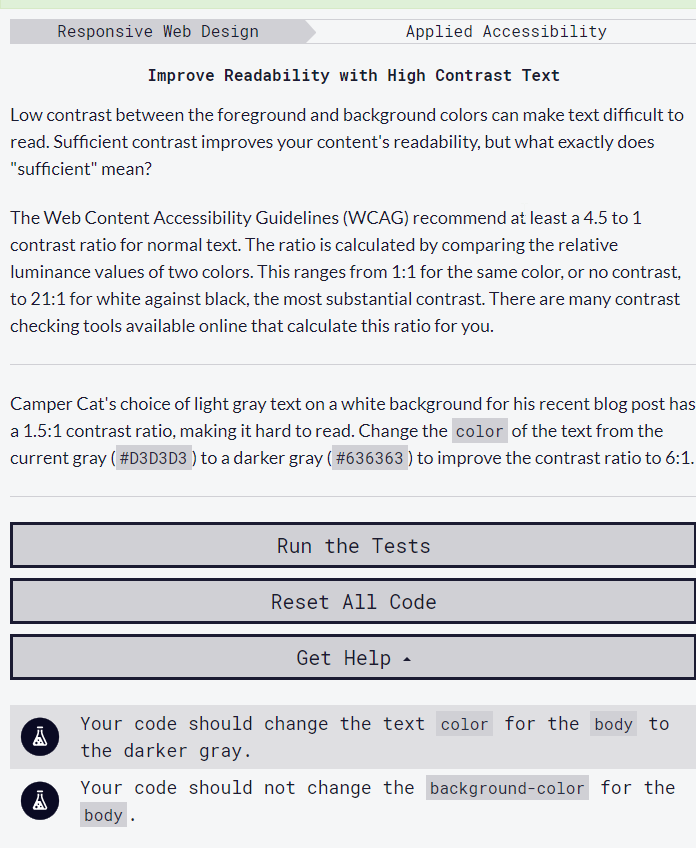 Responsive Web Design
Applied Accessibility
Improve Readability with High Contrast Text
Low contrast between the foreground and background colors can make text difficult to
read. Sufficient contrast improves your content's readability, but what exactly does
"sufficient" mean?
The Web Content Accessibility Guidelines (WCAG) recommend at least a 4.5 to 1
contrast ratio for normal text. The ratio is calculated by comparing the relative
luminance values of two colors. This ranges from 1:1 for the same color, or no contrast,
to 21:1 for white against black, the most substantial contrast. There are many contrast
checking tools available online that calculate this ratio for you.
Camper Cat's choice of light gray text on a white background for his recent blog post has
a 1.5:1 contrast ratio, making it hard to read. Change the color of the text from the
current gray (#D3D3D3) to a darker gray (#636363) to improve the contrast ratio to 6:1.
Run the Tests
Reset All Code
Get Help
Your code should change the text color for the body to
the darker gray.
Your code should not change the background-color for the
body.